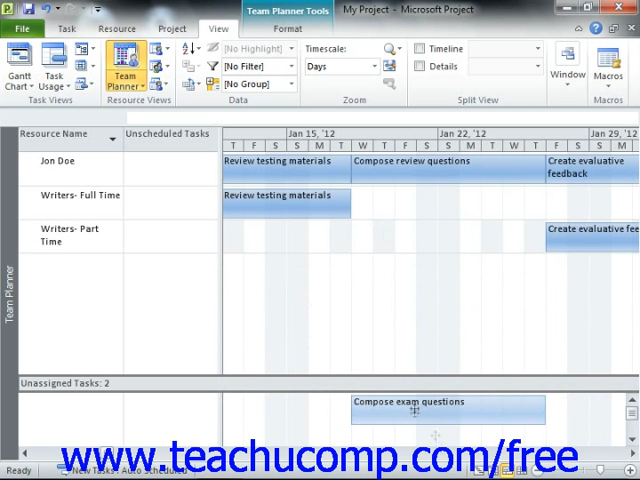 Team Planner Tools
My Project - Microsoft Project
File Task Resource Project View Format
Gantt Chart
Task Usage
Task Views
Team Planner
Resource Views
[No Highlight]
[No Filter]
[No Group]
Data
Timescale:
Days
Zoom
Timeline
Details
Split View
Window
Macros
Macros
Resource Name Unscheduled Tasks Jan 15, '12 Jan 22, '12 Jan 29, '12
T F S S M T W T F S S M T W T F S S M
Jon Doe Review testing materials Compose review questions Create evaluative
feedback
Writers- Full Time Review testing materials
Writers- Part
Time
Create evaluative fee
Team Planner
Unassigned Tasks: 2
Compose exam questions
www.teachucomp.com/free
Ready New Tasks : Auto Scheduled